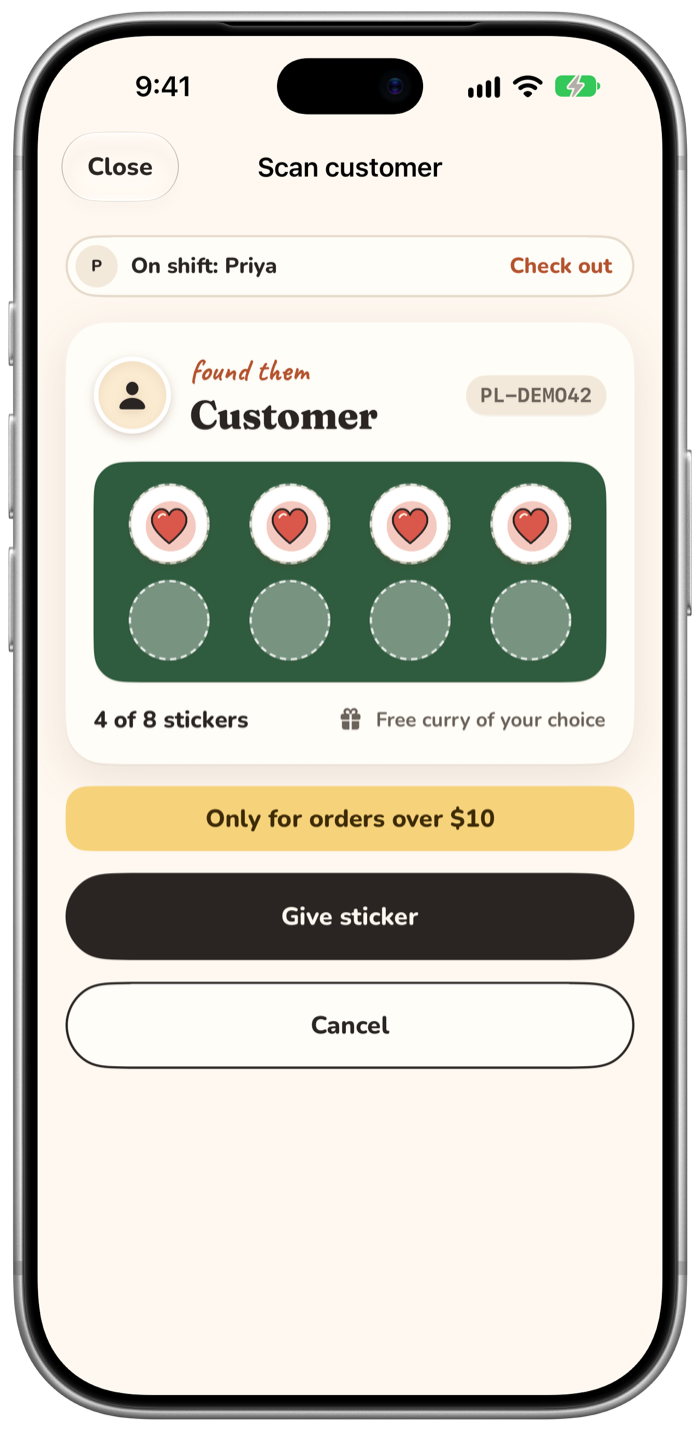 9:41
Close
Scan customer
P
On shift: Priya
Check out
found them
Customer
PL-DEMO42
4 of 8 stickers
Free curry of your choice
Only for orders over $10
Give sticker
Cancel